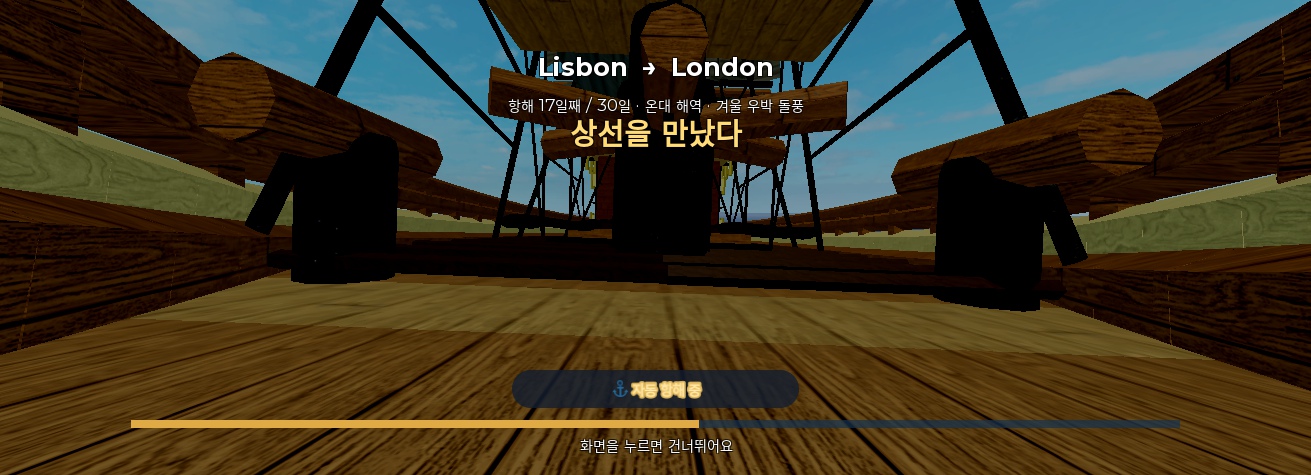 Lisbon → London
항해 17일째 / 30일 · 온대 해역 · 겨울 우박 돌풍
상선을 만났다
⚓ 자동 항해 중
화면을 누르면 건너뛰어요